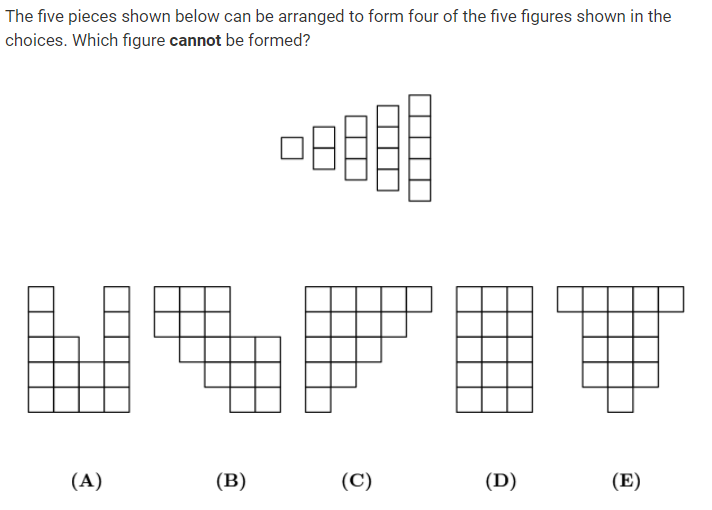 The five pieces shown below can be arranged to form four of the five figures shown in the
choices. Which figure cannot be formed?
(A) (B) (C) (D) (E)